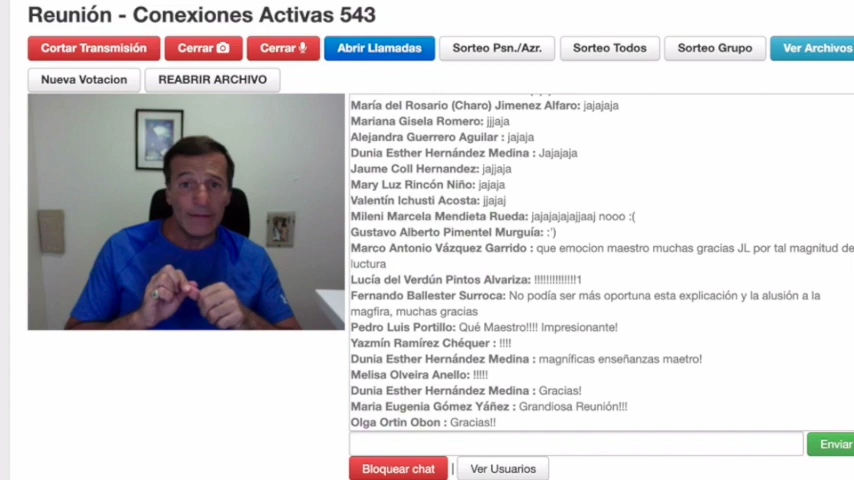 Reunión - Conexiones Activas 543
Cortar Transmisión
Cerrar
Cerrar
Abrir Llamadas
Sorteo Psn./Azr.
Sorteo Todos
Sorteo Grupo
Ver Archivos
Nueva Votacion
REABRIR ARCHIVO
María del Rosario (Charo) Jimenez Alfaro: jajajaja
Mariana Gisela Romero: jjjaja
Alejandra Guerrero Aguilar : jajaja
Dunia Esther Hernández Medina : Jajajaja
Jaume Coll Hernandez: jajjaja
Mary Luz Rincón Niño: jajaja
Valentín Ichusti Acosta: jjajaj
Mileni Marcela Mendieta Rueda: jajajajajajjaaj nooo :(
Gustavo Alberto Pimentel Murguía: :')
Marco Antonio Vázquez Garrido : que emocion maestro muchas gracias JL por tal magnitud de
luctura
Lucía del Verdún Pintos Alvariza: !!!!!!!!!!!!!!1
Fernando Ballester Surroca: No podía ser más oportuna esta explicación y la alusión a la
magfira, muchas gracias
Pedro Luis Portillo: Qué Maestro!!!! Impresionante!
Yazmín Ramírez Chéquer : !!!!
Dunia Esther Hernández Medina : magníficas enseñanzas maetro!
Melisa Olveira Anello: !!!!!
Dunia Esther Hernández Medina : Gracias!
Maria Eugenia Gómez Yáñez : Grandiosa Reunión!!!
Olga Ortin Obon : Gracias!!
Enviar
Bloquear chat | Ver Usuarios